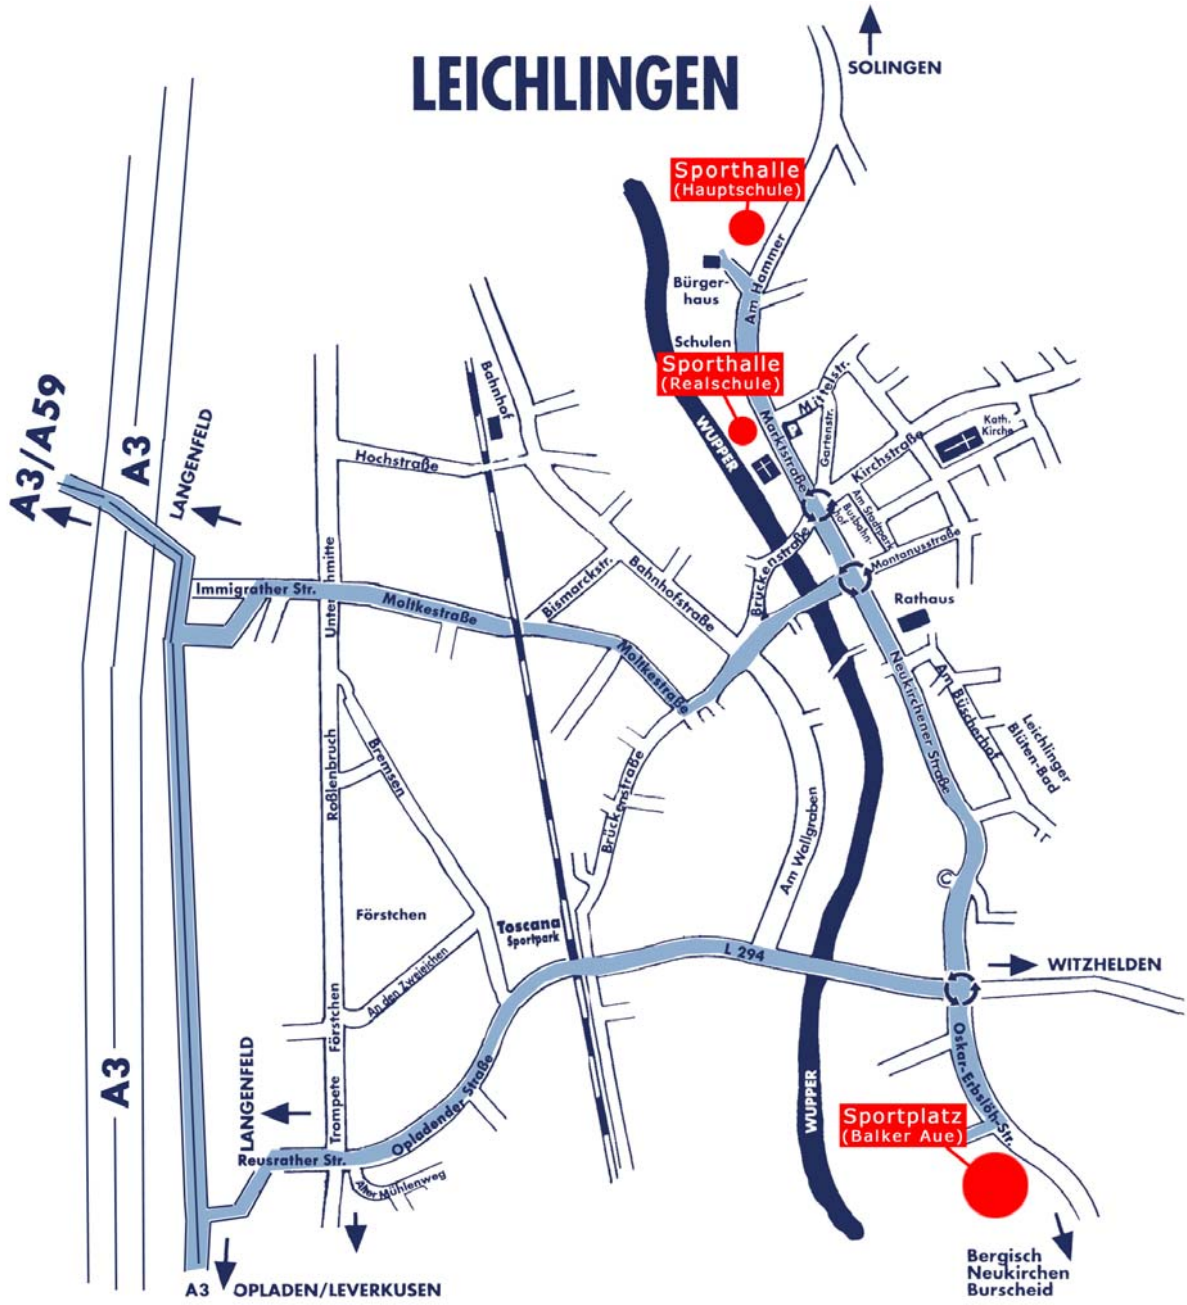 LEICHLINGEN
SOLINGEN
Sporthalle
(Hauptschule)
Am Hammer
Bürger-
haus
Schulen
Sporthalle
(Realschule)
Mittelstr.
Gartenstr.
Marktstraße
Kirchstraße
Kath.
Kirche
Bahnhof
WUPPER
A3/A59
A3
LANGENFELD
Hochstraße
Am Stadtpark
Busbahn-
hof
Montanusstraße
Brückenstraße
Bismarckstr.
Bahnhofstraße
Immigrather Str.
Moltkestraße
Rathaus
Moltkestraße
Neukirchener Straße
Am Büscherhof
Leichlinger
Blüten-Bad
Roßlenbruch
Bremsen
Brückenstraße
Am Wallgraben
Förstchen
Toscana
Sportpark
L 294
WITZHELDEN
An den Zweieichen
Förstchen
A3
LANGENFELD
Trompete
Opladender Straße
Oskar-Erbslöh-Str.
WUPPER
Sportplatz
(Balker Aue)
Reusrather Str.
Alter Mühlenweg
Bergisch
Neukirchen
Burscheid
A3
OPLADEN/LEVERKUSEN